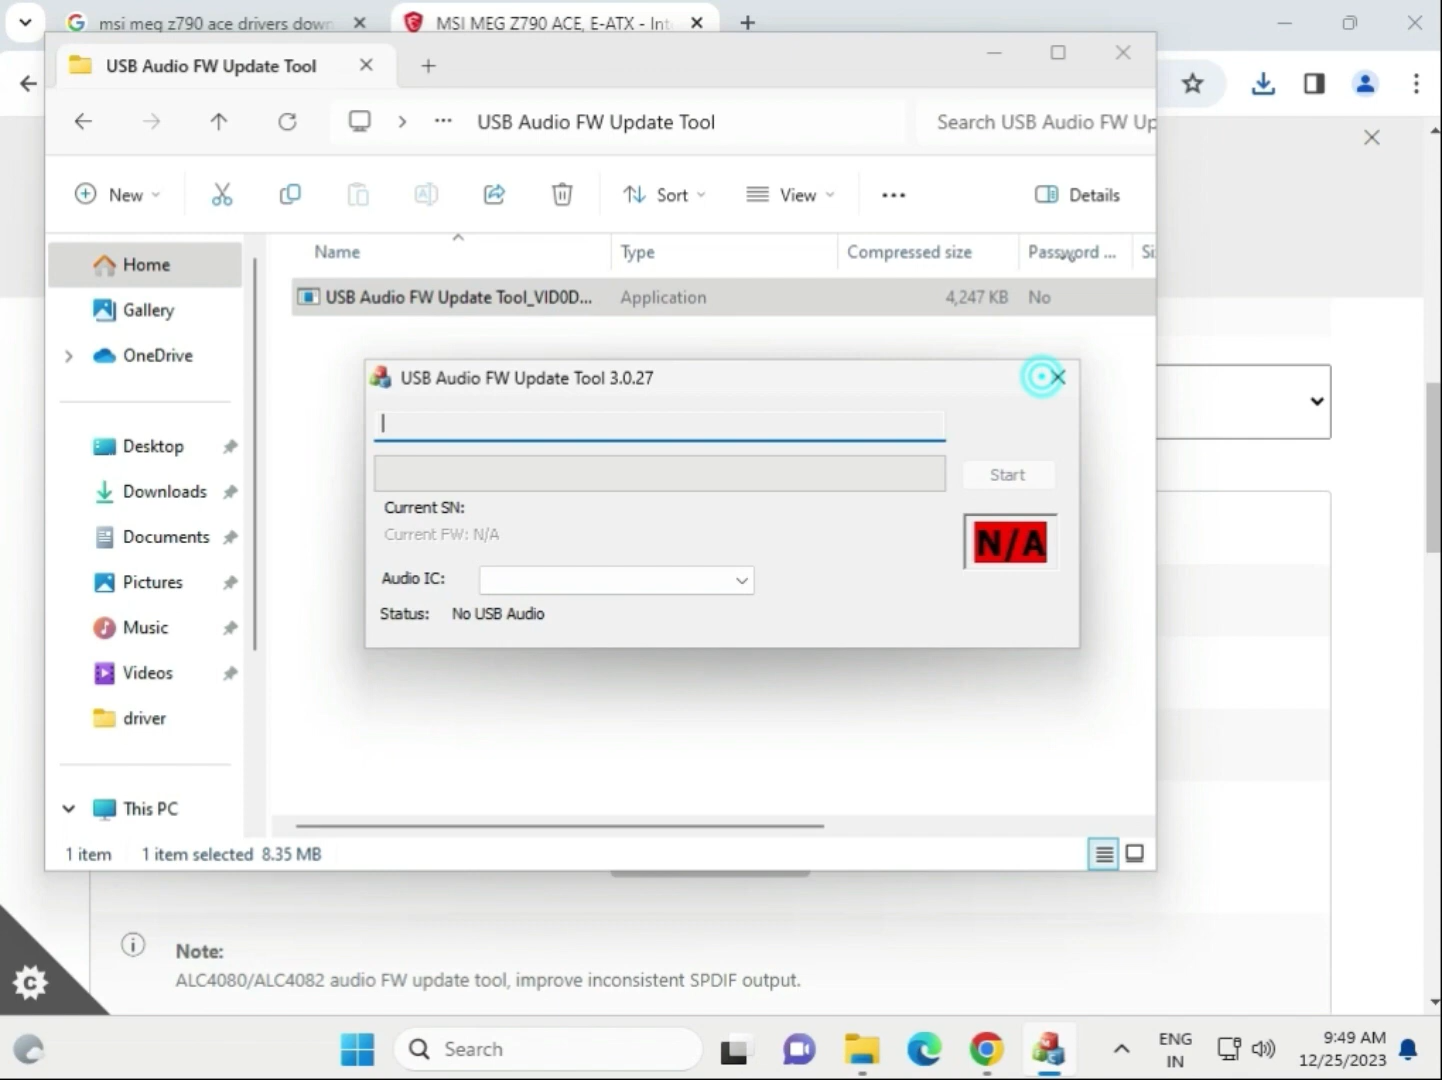 msi meg z790 ace drivers down
MSI MEG Z790 ACE, E-ATX - Int
USB Audio FW Update Tool
USB Audio FW Update Tool
Search USB Audio FW Up
New
Sort
View
Details
Name
Type
Compressed size
Password ...
Si
USB Audio FW Update Tool_VID0D...
Application
4,247 KB
No
Home
Gallery
OneDrive
Desktop
Downloads
Documents
Pictures
Music
Videos
driver
This PC
USB Audio FW Update Tool 3.0.27
Start
Current SN:
Current FW: N/A
N/A
Audio IC:
Status: No USB Audio
1 item
1 item selected 8.35 MB
Note:
ALC4080/ALC4082 audio FW update tool, improve inconsistent SPDIF output.
Search
ENG
IN
9:49 AM
12/25/2023